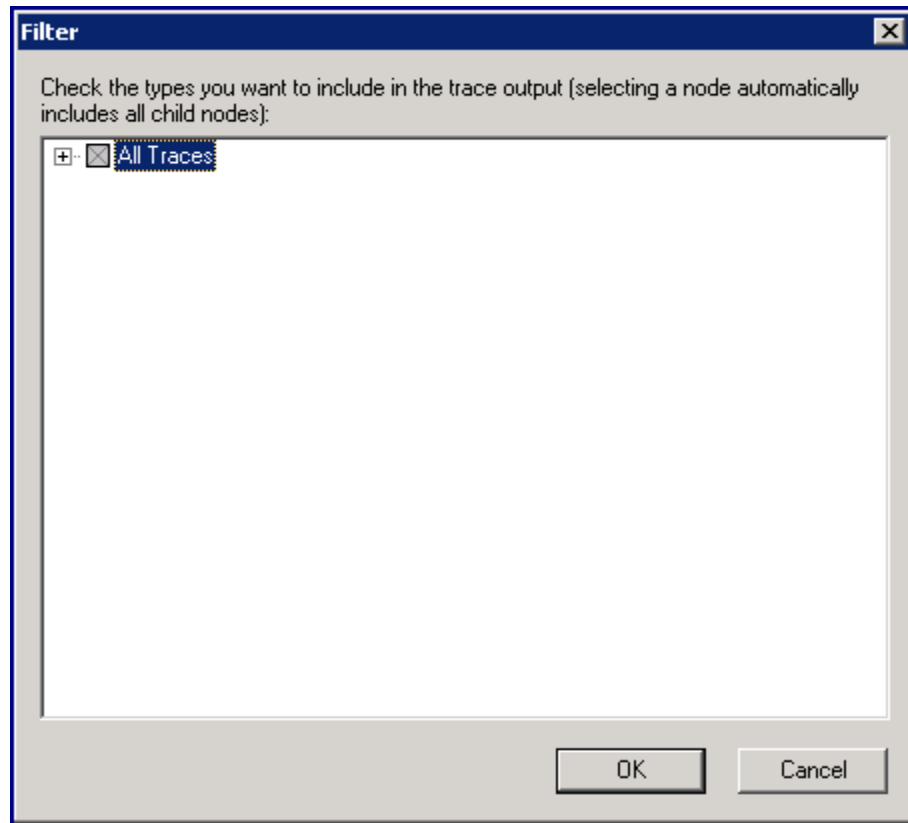 Filter
Check the types you want to include in the trace output (selecting a node automatically
includes all child nodes):
All Traces
OK
Cancel